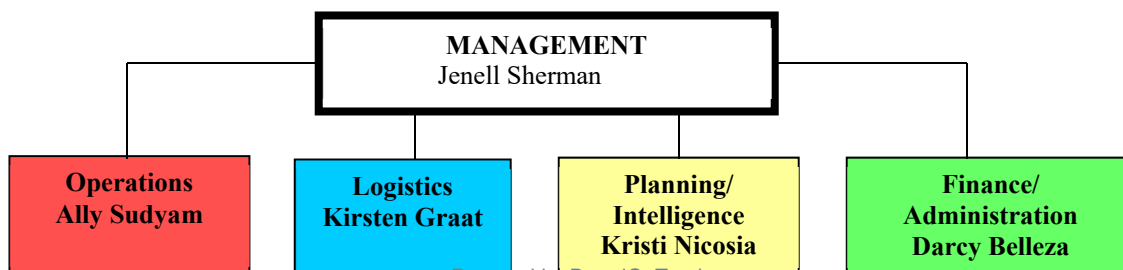 MANAGEMENT
Jenell Sherman
Operations
Ally Sudyam
Logistics
Kirsten Graat
Planning/
Intelligence
Kristi Nicosia
Finance/
Administration
Darcy Belleza